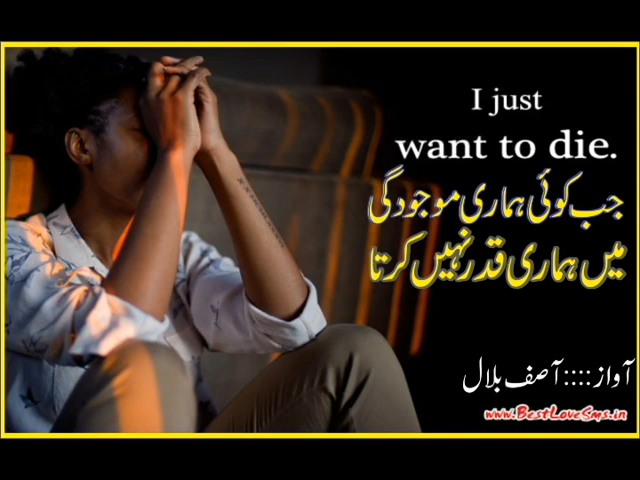 I just
want to die.
جب کوئی ہماری موجودگی
میں ہماری قدر نہیں کرتا
آواز::::آصف بلال
www.BestLoveSms.in